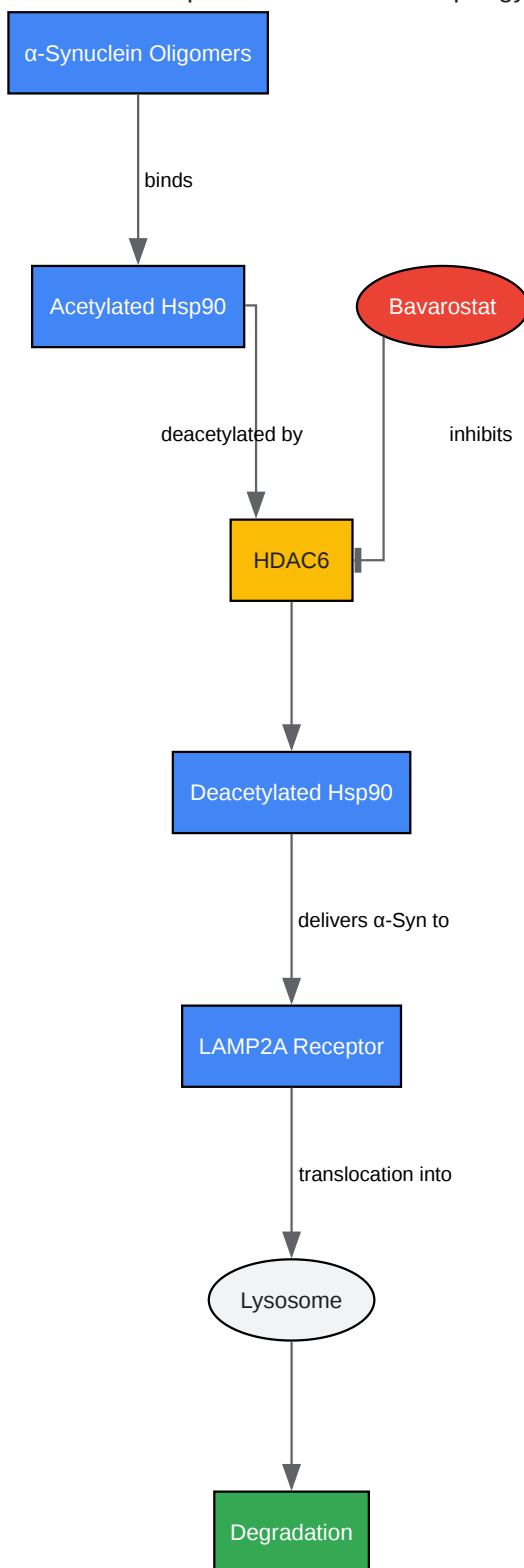 α-Synuclein Oligomers
binds
Acetylated Hsp90
Bavarostat
deacetylated by
inhibits
HDAC6
Deacetylated Hsp90
delivers α-Syn to
LAMP2A Receptor
translocation into
Lysosome
Degradation